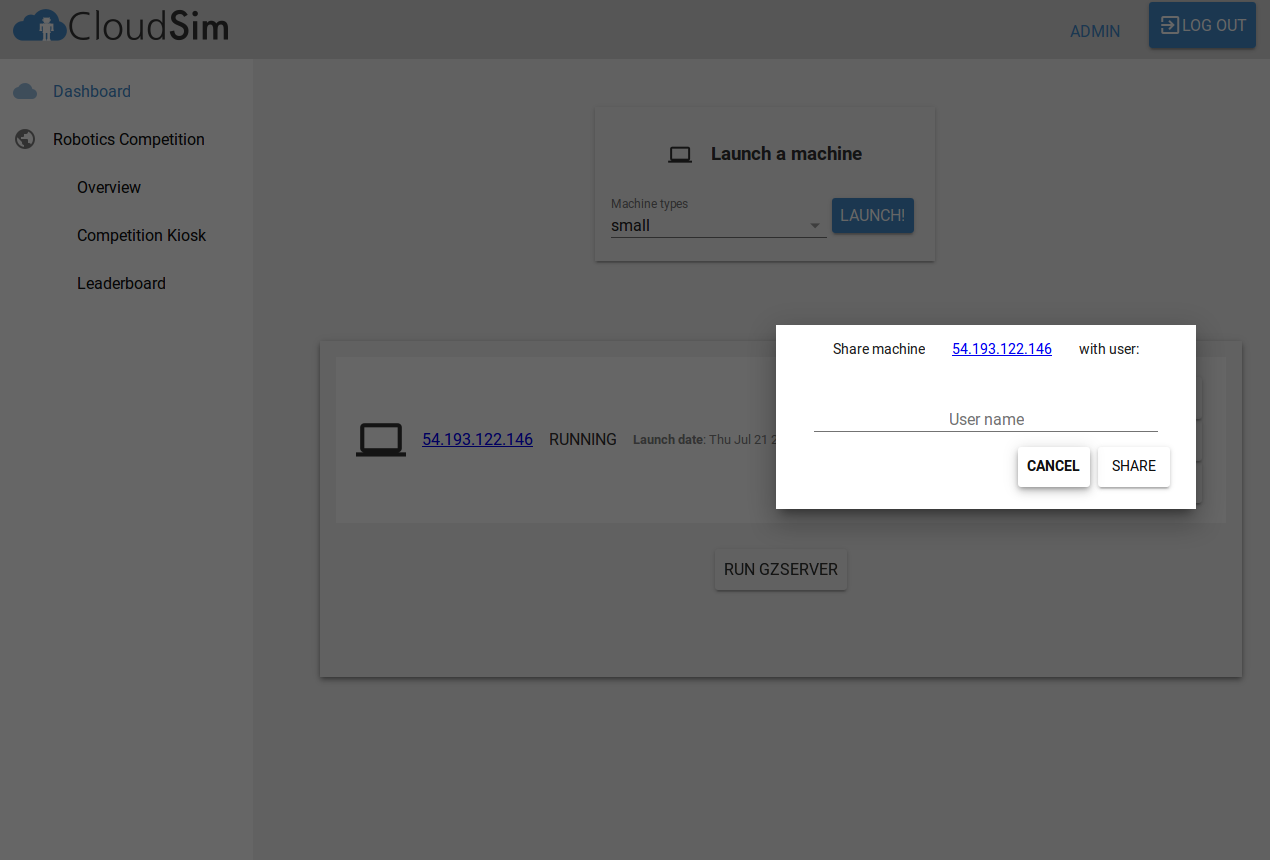 CloudSim
ADMIN
LOG OUT
Dashboard
Robotics Competition
Overview
Competition Kiosk
Leaderboard
Launch a machine
Machine types
small
LAUNCH!
Share machine 54.193.122.146 with user:
User name
CANCEL SHARE
54.193.122.146 RUNNING Launch date: Thu Jul 21
RUN GZSERVER